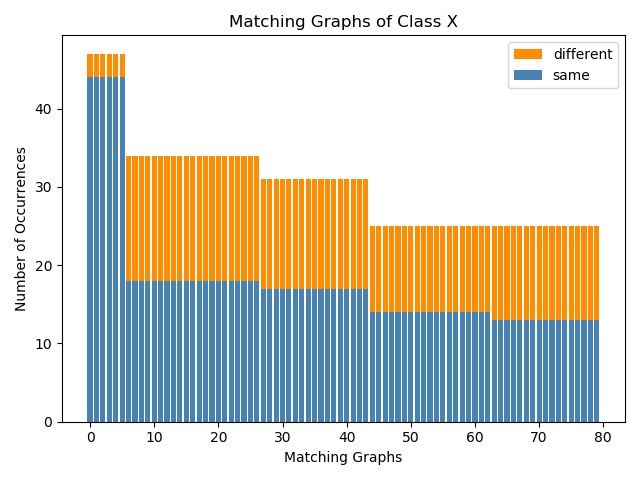 Matching Graphs of Class X
different
same
Number of Occurrences
40
30
20
10
0
0 10 20 30 40 50 60 70 80
Matching Graphs